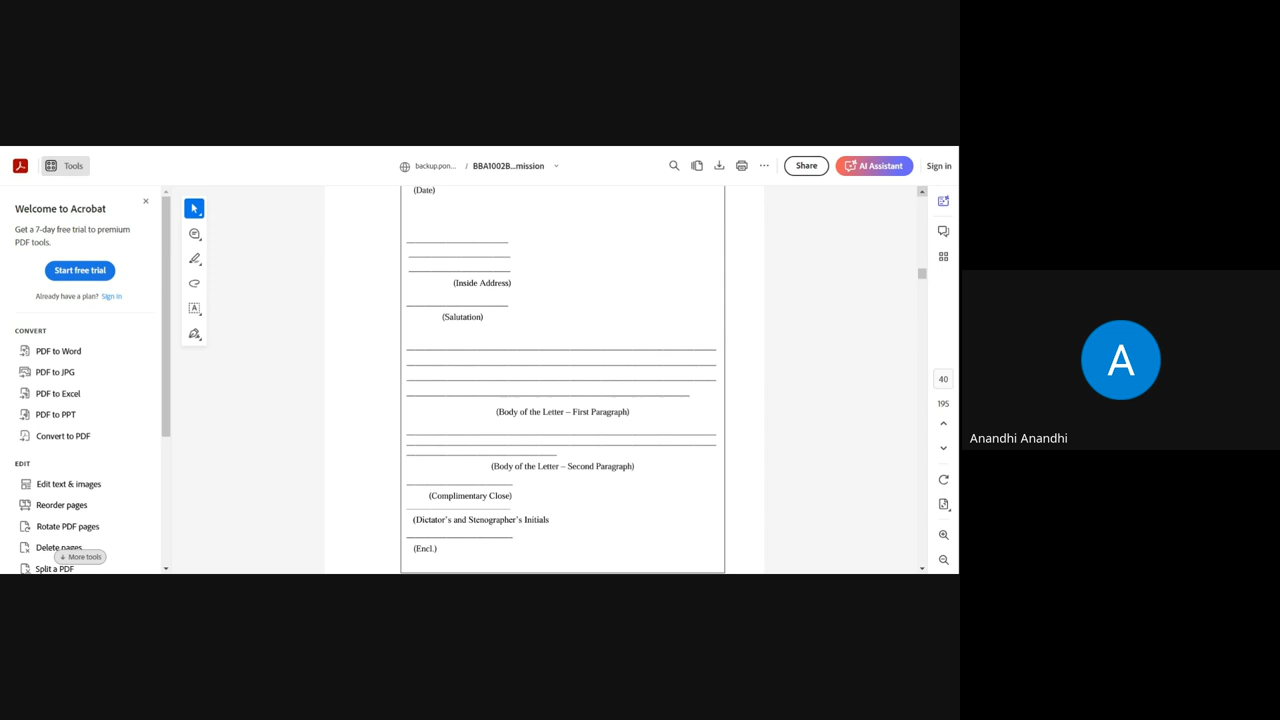 Tools
backup.pon... / BBA1002B...mission
Share
AI Assistant
Sign in
Welcome to Acrobat
Get a 7-day free trial to premium
PDF tools.
Start free trial
Already have a plan? Sign in
CONVERT
PDF to Word
PDF to JPG
PDF to Excel
PDF to PPT
Convert to PDF
EDIT
Edit text & images
Reorder pages
Rotate PDF pages
Delete pages
More tools
Split a PDF
(Date)
(Inside Address)
(Salutation)
(Body of the Letter – First Paragraph)
(Body of the Letter – Second Paragraph)
(Complimentary Close)
(Dictator's and Stenographer's Initials
(Encl.)
40
195
A
Anandhi Anandhi